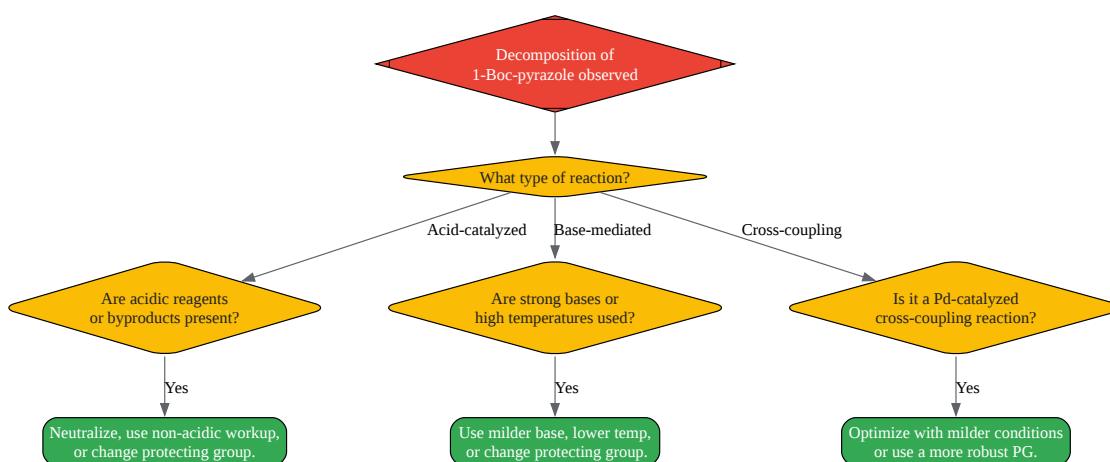 Decomposition of
1-Boc-pyrazole observed
What type of reaction?
Acid-catalyzed
Base-mediated
Cross-coupling
Are acidic reagents
or byproducts present?
Are strong bases or
high temperatures used?
Is it a Pd-catalyzed
cross-coupling reaction?
Yes
Yes
Yes
Neutralize, use non-acidic workup,
or change protecting group.
Use milder base, lower temp,
or change protecting group.
Optimize with milder conditions
or use a more robust PG.